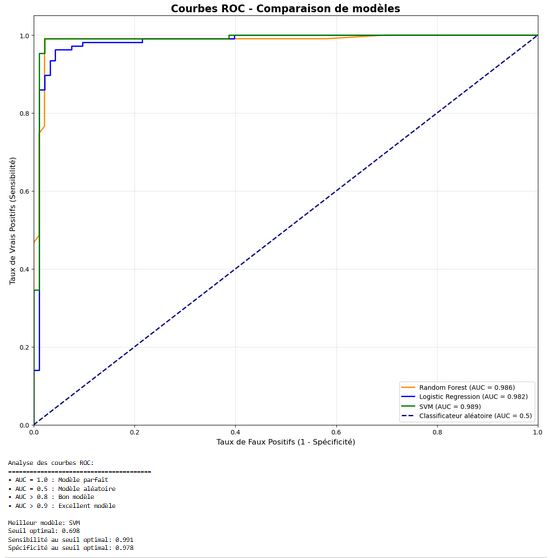 Courbes ROC - Comparaison de modèles
1.0
0.8
0.6
0.4
0.2
0.0
Taux de Vrais Positifs (Sensibilité)
Random Forest (AUC = 0.986)
Logistic Regression (AUC = 0.982)
SVM (AUC = 0.989)
Classificateur aléatoire (AUC = 0.5)
0.0 0.2 0.4 0.6 0.8 1.0
Taux de Faux Positifs (1 - Spécificité)
Analyse des courbes ROC:
========================================
• AUC = 1.0 : Modèle parfait
• AUC = 0.5 : Modèle aléatoire
• AUC > 0.8 : Bon modèle
• AUC > 0.9 : Excellent modèle
Meilleur modèle: SVM
Seuil optimal: 0.698
Sensibilité au seuil optimal: 0.991
Spécificité au seuil optimal: 0.978